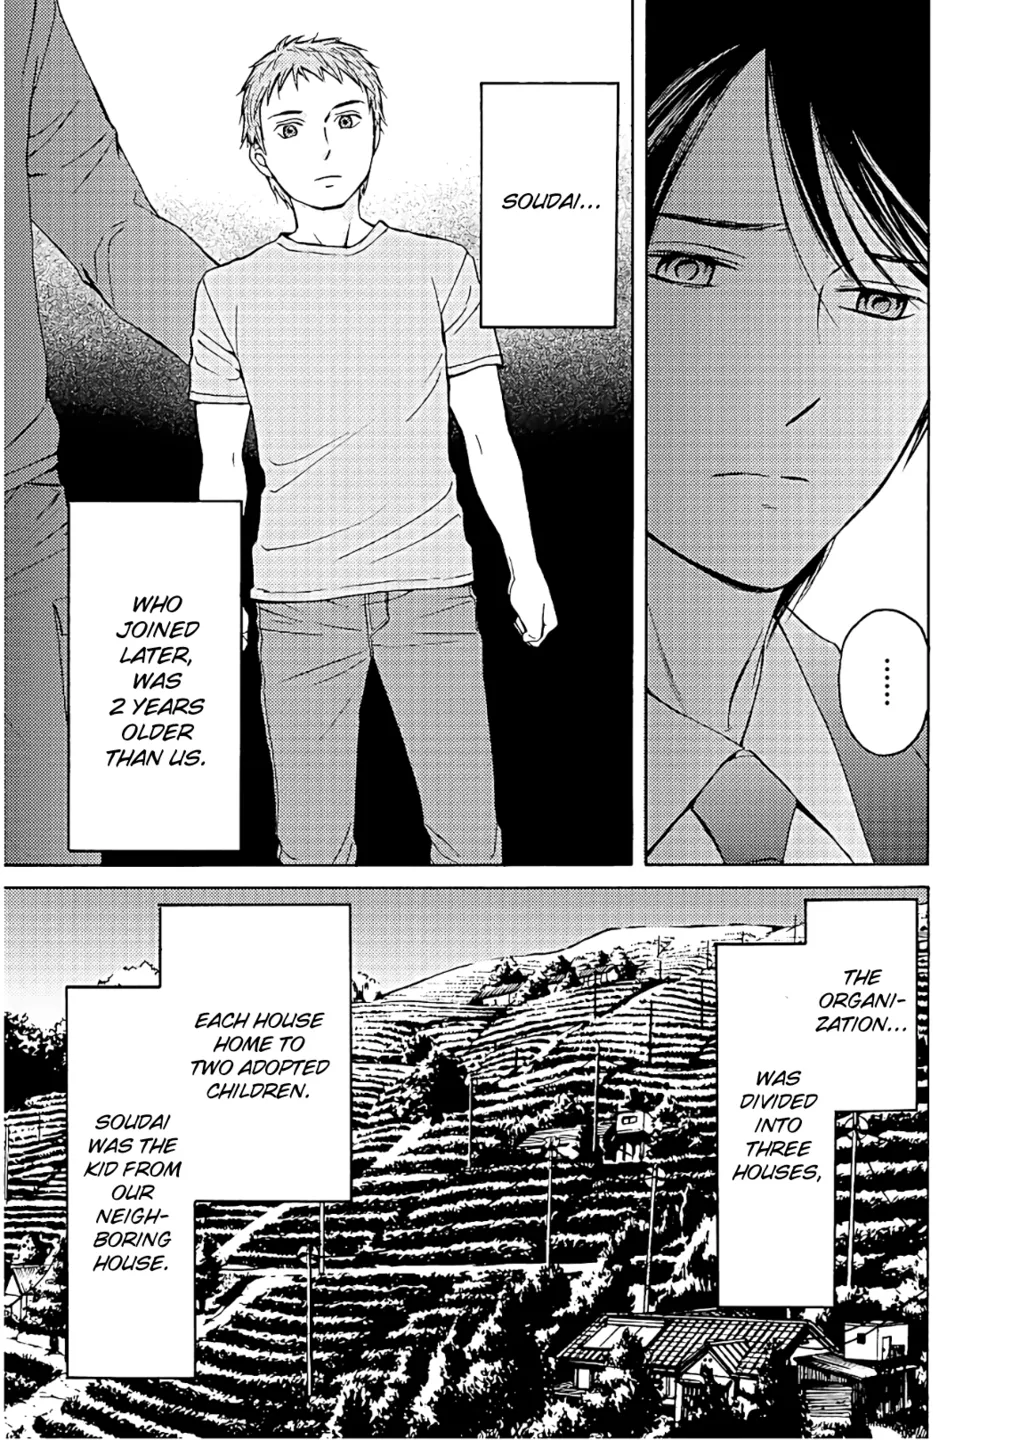 ......
SOUDAI...
WHO
JOINED
LATER,
WAS
2 YEARS
OLDER
THAN US.
THE
ORGANI-
ZATION...
WAS
DIVIDED
INTO
THREE
HOUSES,
EACH HOUSE
HOME TO
TWO ADOPTED
CHILDREN.
SOUDAI
WAS THE
KID FROM
OUR
NEIGH-
BORING
HOUSE.